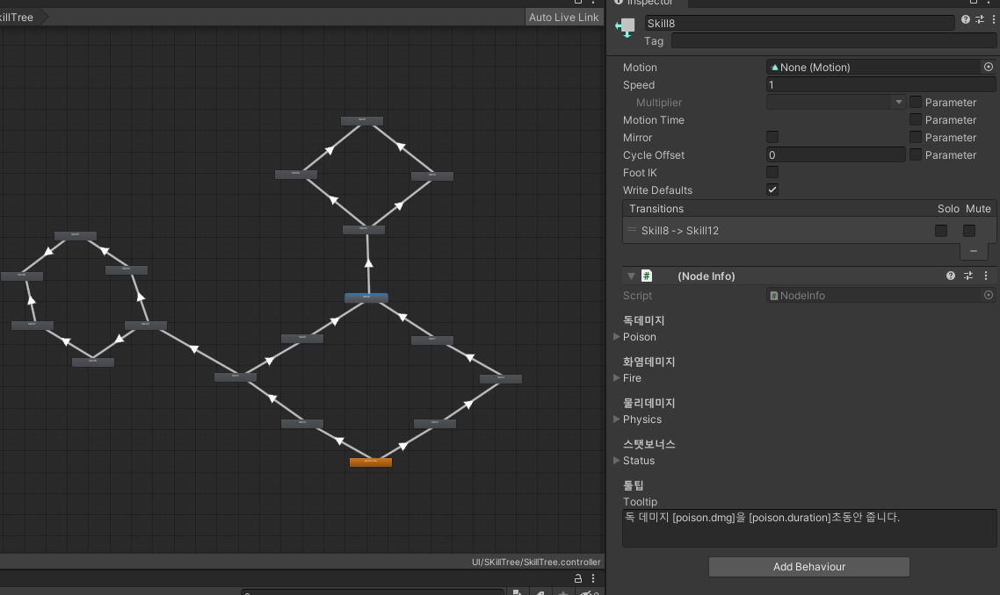 killTree
Auto Live Link
Inspector
Skill8
Tag
Motion
None (Motion)
Speed
1
Multiplier
Parameter
Motion Time
Parameter
Mirror
Parameter
Cycle Offset
0
Parameter
Foot IK
Write Defaults
Transitions
Solo
Mute
Skill8 -> Skill12
(Node Info)
Script
NodeInfo
독데미지
Poison
화염데미지
Fire
물리데미지
Physics
스탯보너스
Status
툴팁
Tooltip
독 데미지 [poison.dmg]을 [poison.duration]초동안 줍니다.
Add Behaviour
UI/SKillTree/SkillTree.controller